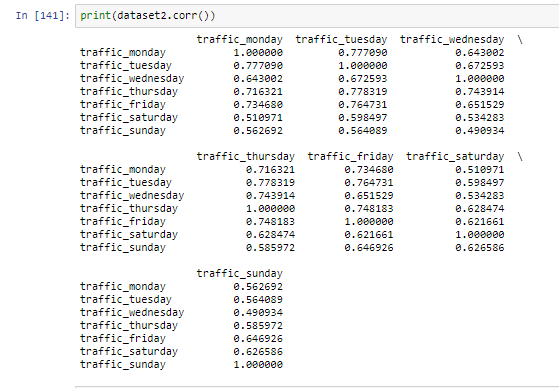 In [141]: print(dataset2.corr())
traffic_monday traffic_tuesday traffic_wednesday \
traffic_monday 1.000000 0.777090 0.643002
traffic_tuesday 0.777090 1.000000 0.672593
traffic_wednesday 0.643002 0.672593 1.000000
traffic_thursday 0.716321 0.778319 0.743914
traffic_friday 0.734680 0.764731 0.651529
traffic_saturday 0.510971 0.598497 0.534283
traffic_sunday 0.562692 0.564089 0.490934
traffic_thursday traffic_friday traffic_saturday \
traffic_monday 0.716321 0.734680 0.510971
traffic_tuesday 0.778319 0.764731 0.598497
traffic_wednesday 0.743914 0.651529 0.534283
traffic_thursday 1.000000 0.748183 0.628474
traffic_friday 0.748183 1.000000 0.621661
traffic_saturday 0.628474 0.621661 1.000000
traffic_sunday 0.585972 0.646926 0.626586
traffic_sunday
traffic_monday 0.562692
traffic_tuesday 0.564089
traffic_wednesday 0.490934
traffic_thursday 0.585972
traffic_friday 0.646926
traffic_saturday 0.626586
traffic_sunday 1.000000